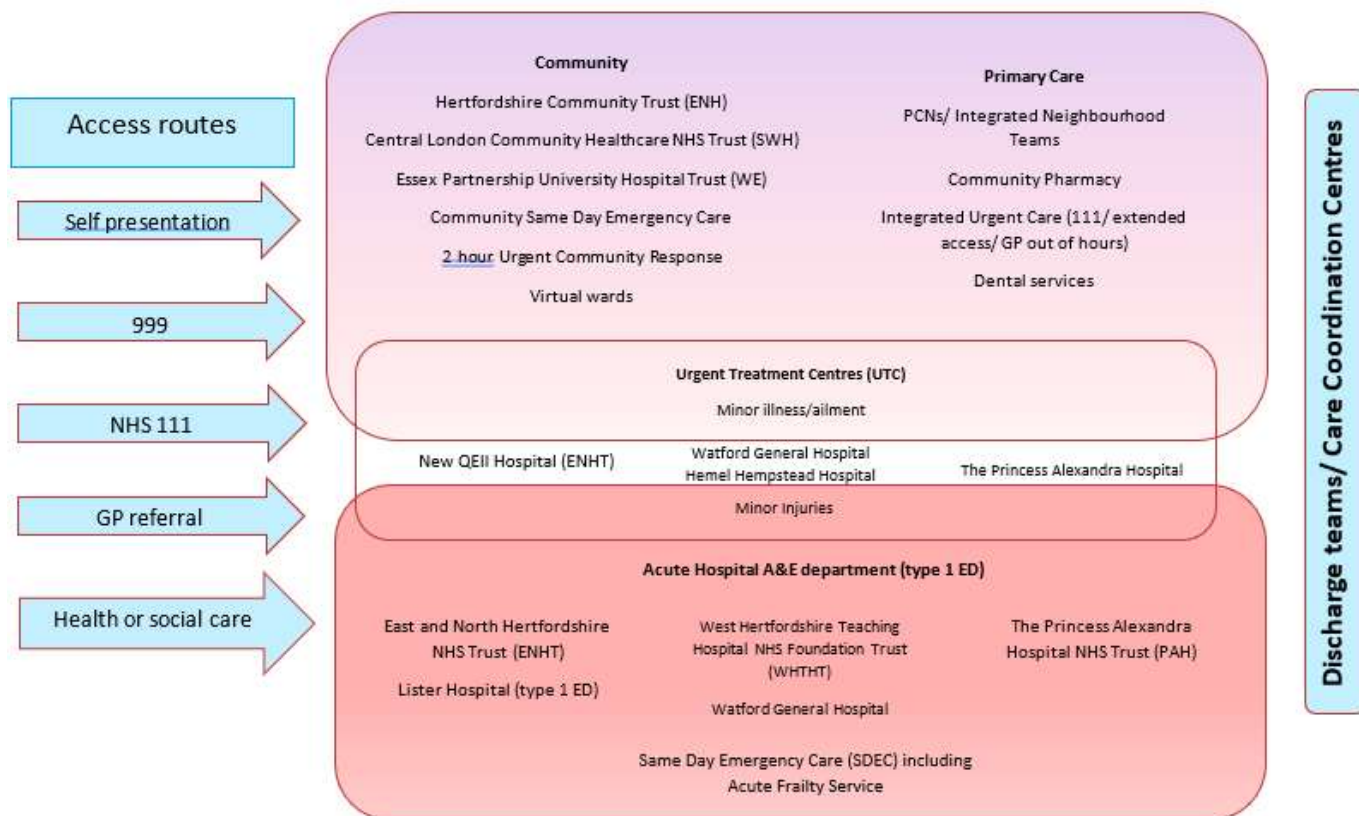 Access routes
Self presentation
999
NHS 111
GP referral
Health or social care
Community
Hertfordshire Community Trust (ENH)
Central London Community Healthcare NHS Trust (SWH)
Essex Partnership University Hospital Trust (WE)
Community Same Day Emergency Care
2 hour Urgent Community Response
Virtual wards
Primary Care
PCNs/ Integrated Neighbourhood
Teams
Community Pharmacy
Integrated Urgent Care (111/ extended
access/ GP out of hours)
Dental services
Urgent Treatment Centres (UTC)
Minor illness/ailment
New QEII Hospital (ENHT)
Watford General Hospital
Hemel Hempstead Hospital
The Princess Alexandra Hospital
Minor Injuries
Acute Hospital A&E department (type 1 ED)
East and North Hertfordshire
NHS Trust (ENHT)
Lister Hospital (type 1 ED)
West Hertfordshire Teaching
Hospital NHS Foundation Trust
(WHTHT)
Watford General Hospital
The Princess Alexandra
Hospital NHS Trust (PAH)
Same Day Emergency Care (SDEC) including
Acute Frailty Service
Discharge teams/ Care Coordination Centres